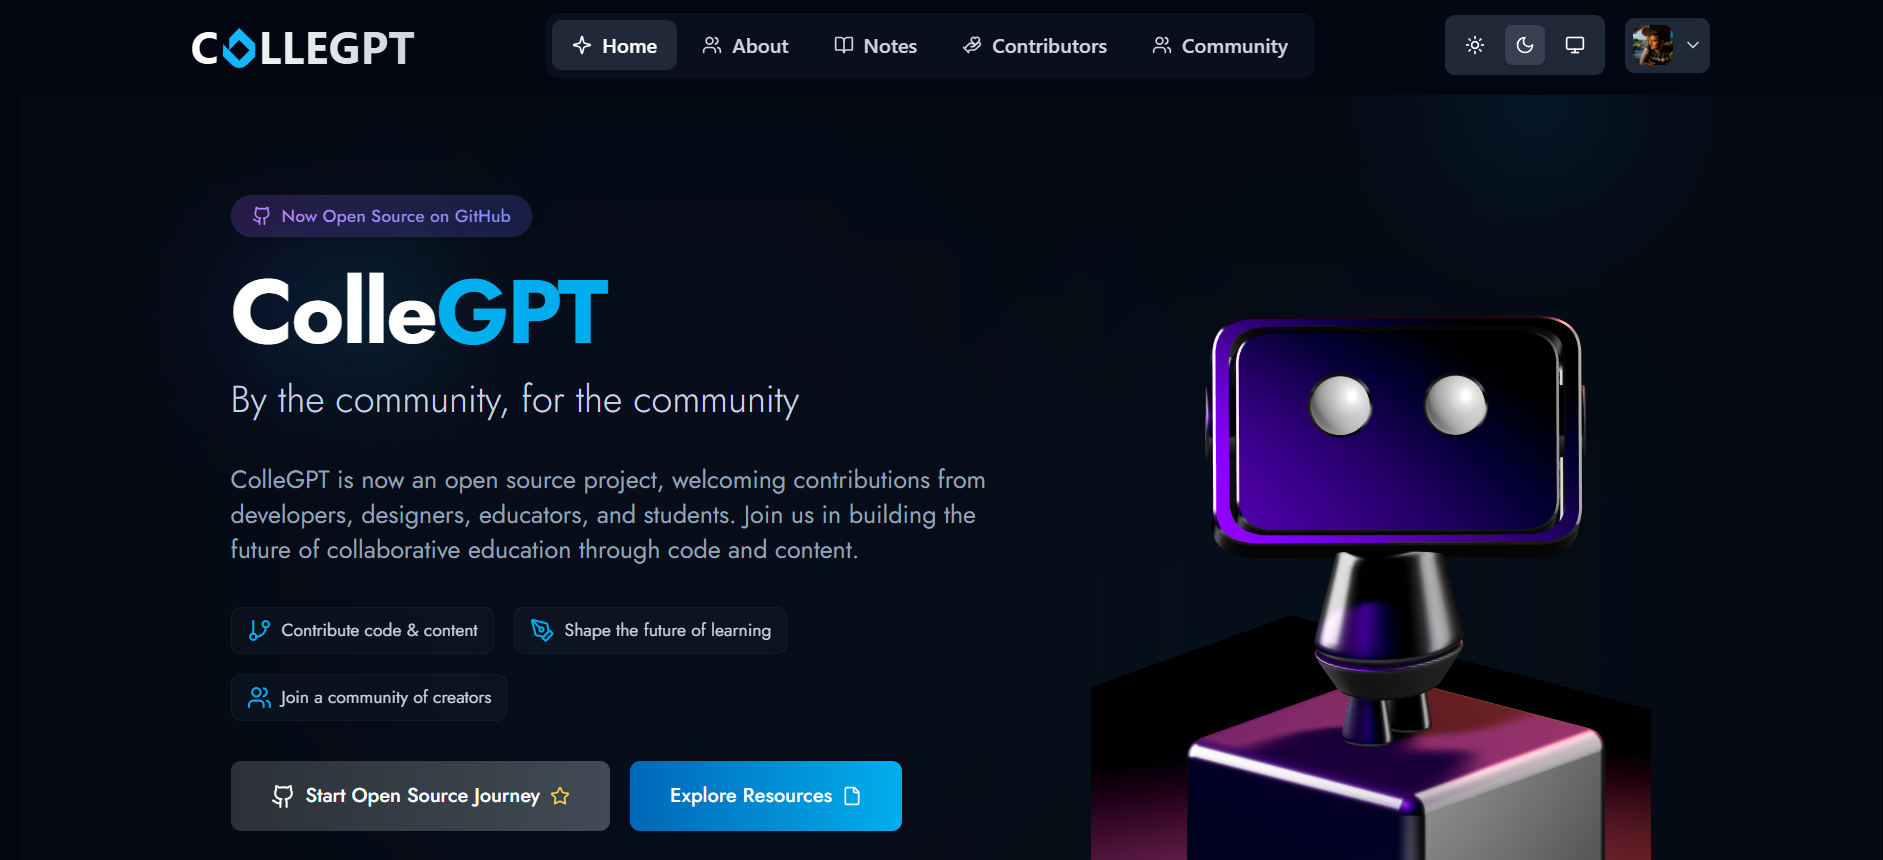 COLLEGPT
Home
About
Notes
Contributors
Community
Now Open Source on GitHub
ColleGPT
By the community, for the community
ColleGPT is now an open source project, welcoming contributions from
developers, designers, educators, and students. Join us in building the
future of collaborative education through code and content.
Contribute code & content
Shape the future of learning
Join a community of creators
Start Open Source Journey
Explore Resources